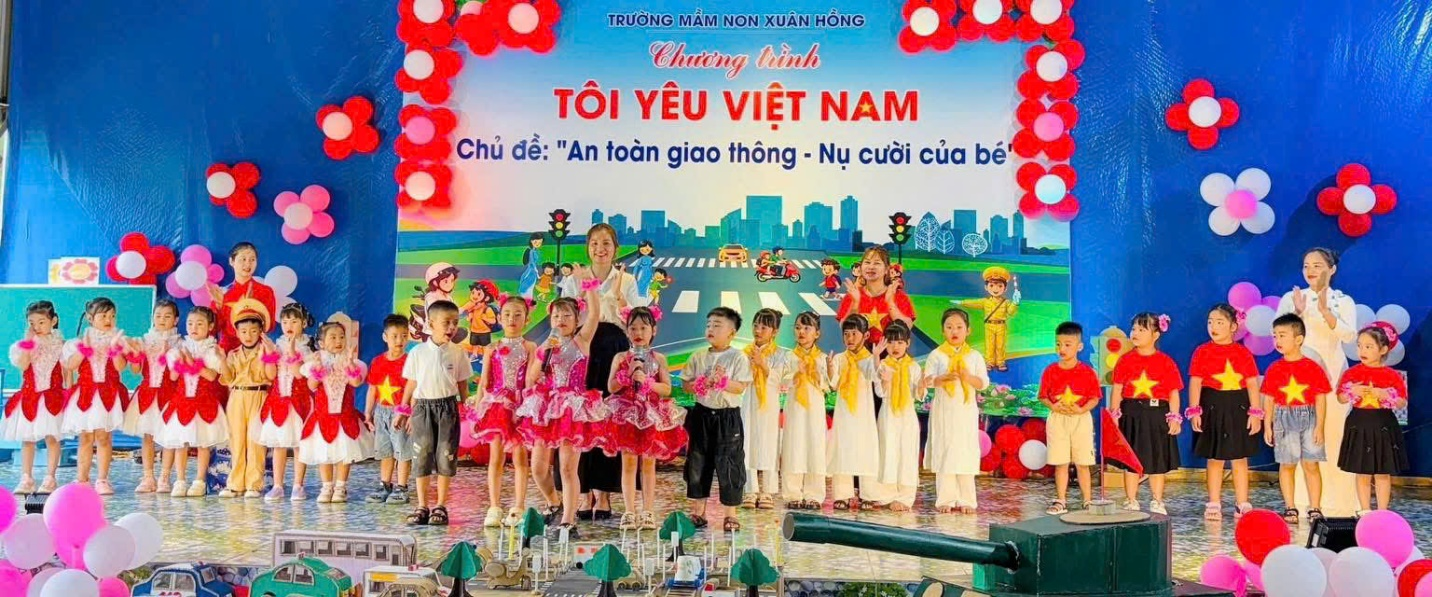 TRƯỜNG MẦM NON XUÂN HỒNG
Chương trình
TÔI YÊU VIỆT NAM
Chủ đề: "An toàn giao thông - Nụ cười của bé"